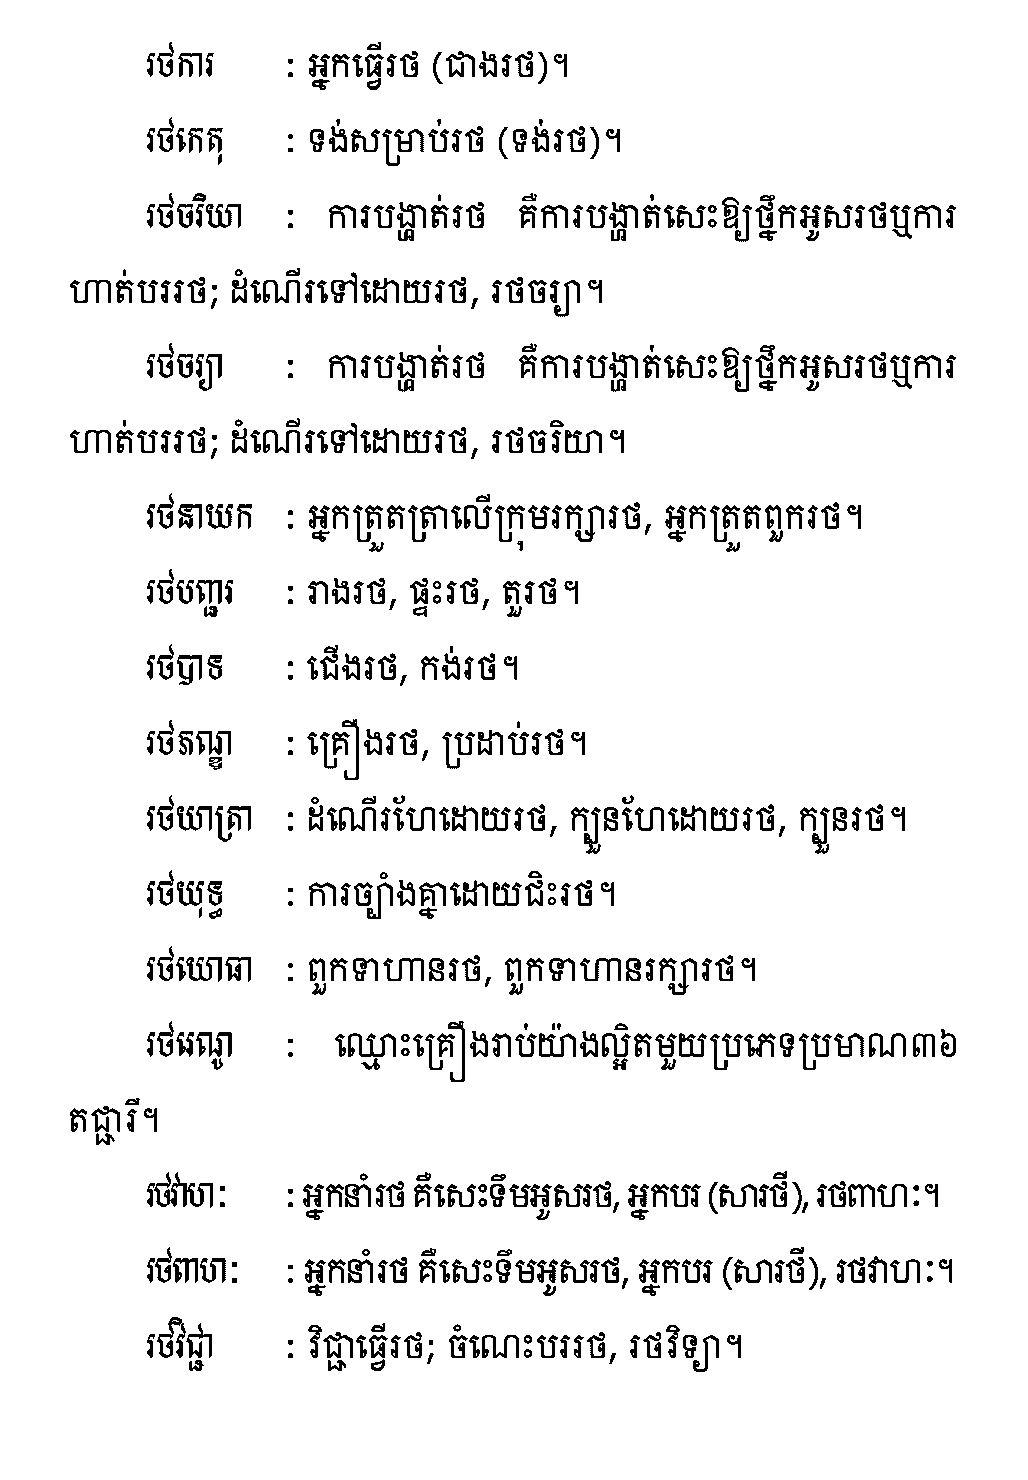 រថការ : អ្នកធ្វើរថ (ជាងរថ)។
រថកេតុ : ទង់សម្រាប់រថ (ទង់រថ)។
រថចរិយា : ការបង្ហាត់រថ គឺការបង្ហាត់សេះឱ្យថ្នឹកអូសរថឬការ
ហាត់បររថ; ដំណើរទៅដោយរថ, រថចរ្យា។
រថចរ្យា : ការបង្ហាត់រថ គឺការបង្ហាត់សេះឱ្យថ្នឹកអូសរថឬការ
ហាត់បររថ; ដំណើរទៅដោយរថ, រថចរិយា។
រថនាយក : អ្នកត្រួតត្រាលើក្រុមរក្សារថ, អ្នកត្រួតពួករថ។
រថបញ្ជរ : រាងរថ, ផ្ទះរថ, តួរថ។
រថបាទ : ជើងរថ, កង់រថ។
រថភណ្ឌ : គ្រឿងរថ, ប្រដាប់រថ។
រថយាត្រា : ដំណើរហែដោយរថ, ក្បួនហែដោយរថ, ក្បួនរថ។
រថយុទ្ធ : ការច្បាំងគ្នាដោយជិះរថ។
រថយោធា : ពួកទាហានរថ, ពួកទាហានរក្សារថ។
រថរេណូ : ឈ្មោះគ្រឿងរាប់យ៉ាងល្អិតមួយប្រភេទប្រមាណ៣៦
តជ្ជារី។
រថវាហៈ : អ្នកនាំរថ គឺសេះទឹមអូសរថ, អ្នកបរ (សារថី), រថពាហៈ។
រថពាហៈ : អ្នកនាំរថ គឺសេះទឹមអូសរថ, អ្នកបរ (សារថី), រថវាហៈ។
រថវិជ្ជា : វិជ្ជាធ្វើរថ; ចំណេះបររថ, រថវិទ្យា។